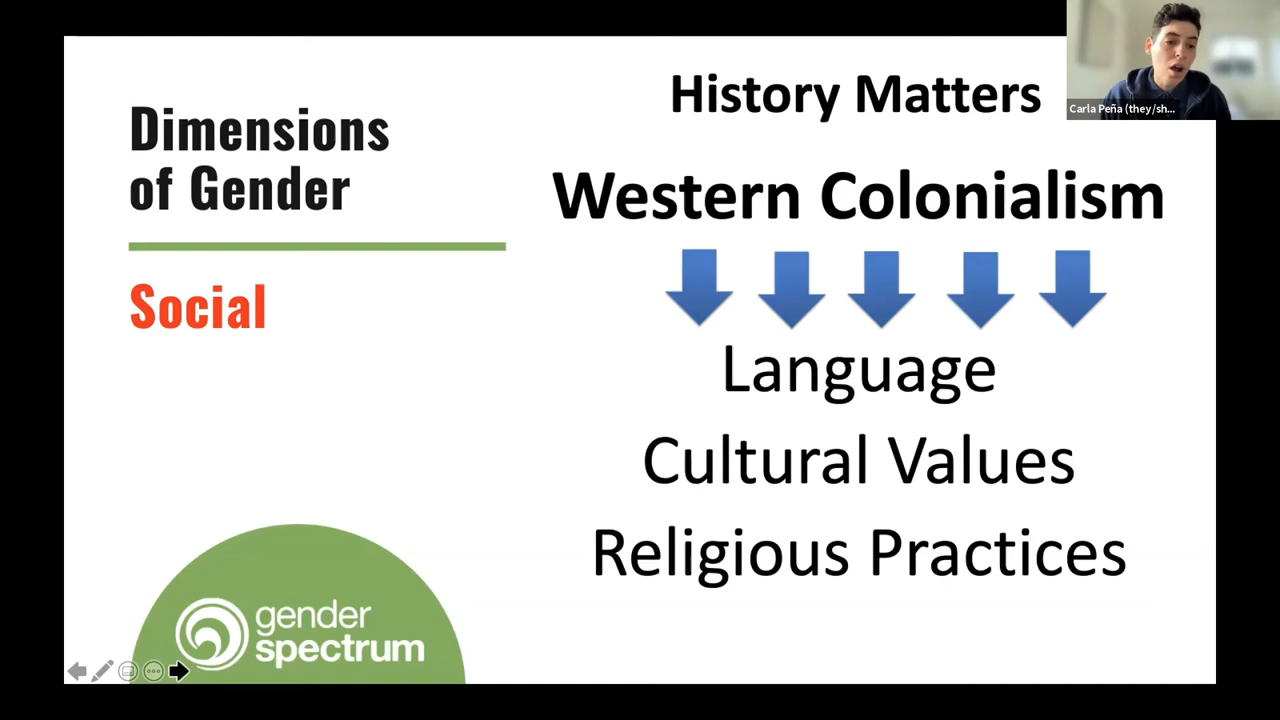 Dimensions
of Gender
Social
History Matters
Western Colonialism
Language
Cultural Values
Religious Practices
gender
spectrum
Carla Peña (they/sh...